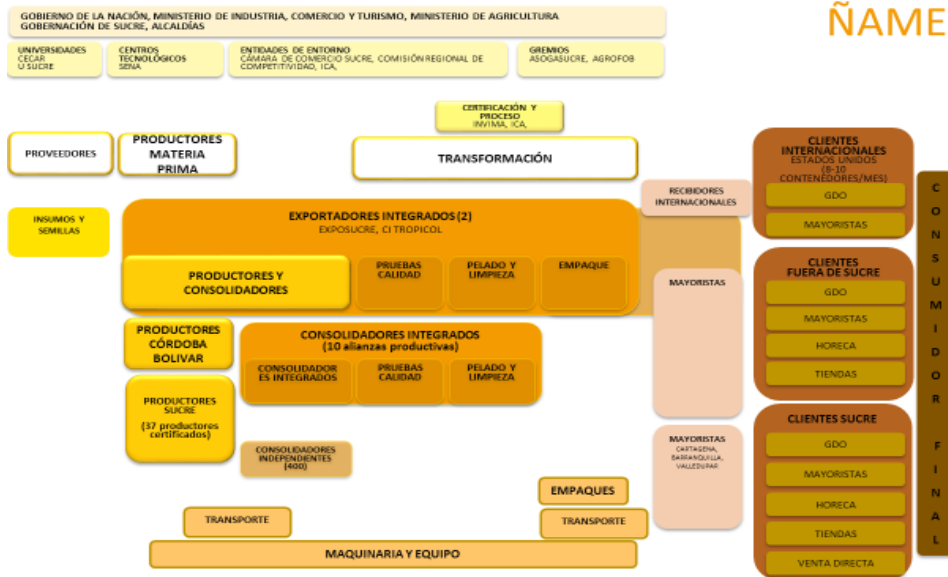 ÑAME
GOBIERNO DE LA NACIÓN, MINISTERIO DE INDUSTRIA, COMERCIO Y TURISMO, MINISTERIO DE AGRICULTURA
GOBERNACIÓN DE SUCRE, ALCALDÍAS
UNIVERSIDADES
CECAR
U SUCRE
CENTROS
TECNOLÓGICOS
SENA
ENTIDADES DE ENTORNO
CÁMARA DE COMERCIO SUCRE, COMISIÓN REGIONAL DE
COMPETITIVIDAD, ICA,
GREMIOS
ASOGASUCRE, AGROFOB
CERTIFICACIÓN Y
PROCESO
INVIMA, ICA,
PROVEEDORES
PRODUCTORES
MATERIA
PRIMA
TRANSFORMACIÓN
INSUMOS Y
SEMILLAS
EXPORTADORES INTEGRADOS (2)
EXPOSUCRE, CI TROPICOL
PRODUCTORES Y
CONSOLIDADORES
PRUEBAS
CALIDAD
PELADO Y
LIMPIEZA
EMPAQUE
PRODUCTORES
CÓRDOBA
BOLIVAR
CONSOLIDADORES INTEGRADOS
(10 alianzas productivas)
CONSOLIDADOR
ES INTEGRADOS
PRUEBAS
CALIDAD
PELADO Y
LIMPIEZA
PRODUCTORES
SUCRE
(37 productores
certificados)
CONSOLIDADORES
INDEPENDIENTES
(400)
EMPAQUES
TRANSPORTE
TRANSPORTE
MAQUINARIA Y EQUIPO
RECIBIDORES
INTERNACIONALES
MAYORISTAS
MAYORISTAS
CARTAGENA,
BARRANQUILLA,
VALLEDUPAR
CLIENTES
INTERNACIONALES
ESTADOS UNIDOS
(8-10
CONTENEDORES/MES)
GDO
MAYORISTAS
CLIENTES
FUERA DE SUCRE
GDO
MAYORISTAS
HORECA
TIENDAS
CLIENTES SUCRE
GDO
MAYORISTAS
HORECA
TIENDAS
VENTA DIRECTA
CONSUMIDOR FINAL